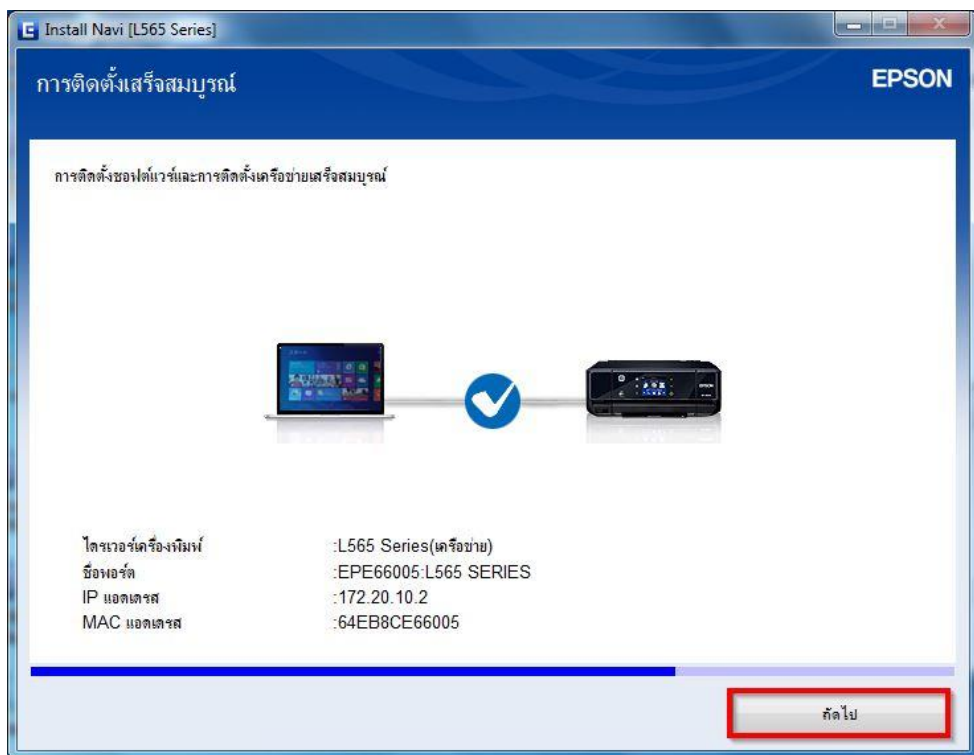 Install Navi [L565 Series]
การติดตั้งเสร็จสมบูรณ์
EPSON
การติดตั้งซอฟต์แวร์และการติดตั้งเครือข่ายเสร็จสมบูรณ์
ไดรเวอร์เครื่องพิมพ์ :L565 Series(เครือข่าย)
ชื่อพอร์ต :EPE66005:L565 SERIES
IP แอดเดรส :172.20.10.2
MAC แอดเดรส :64EB8CE66005
ถัดไป